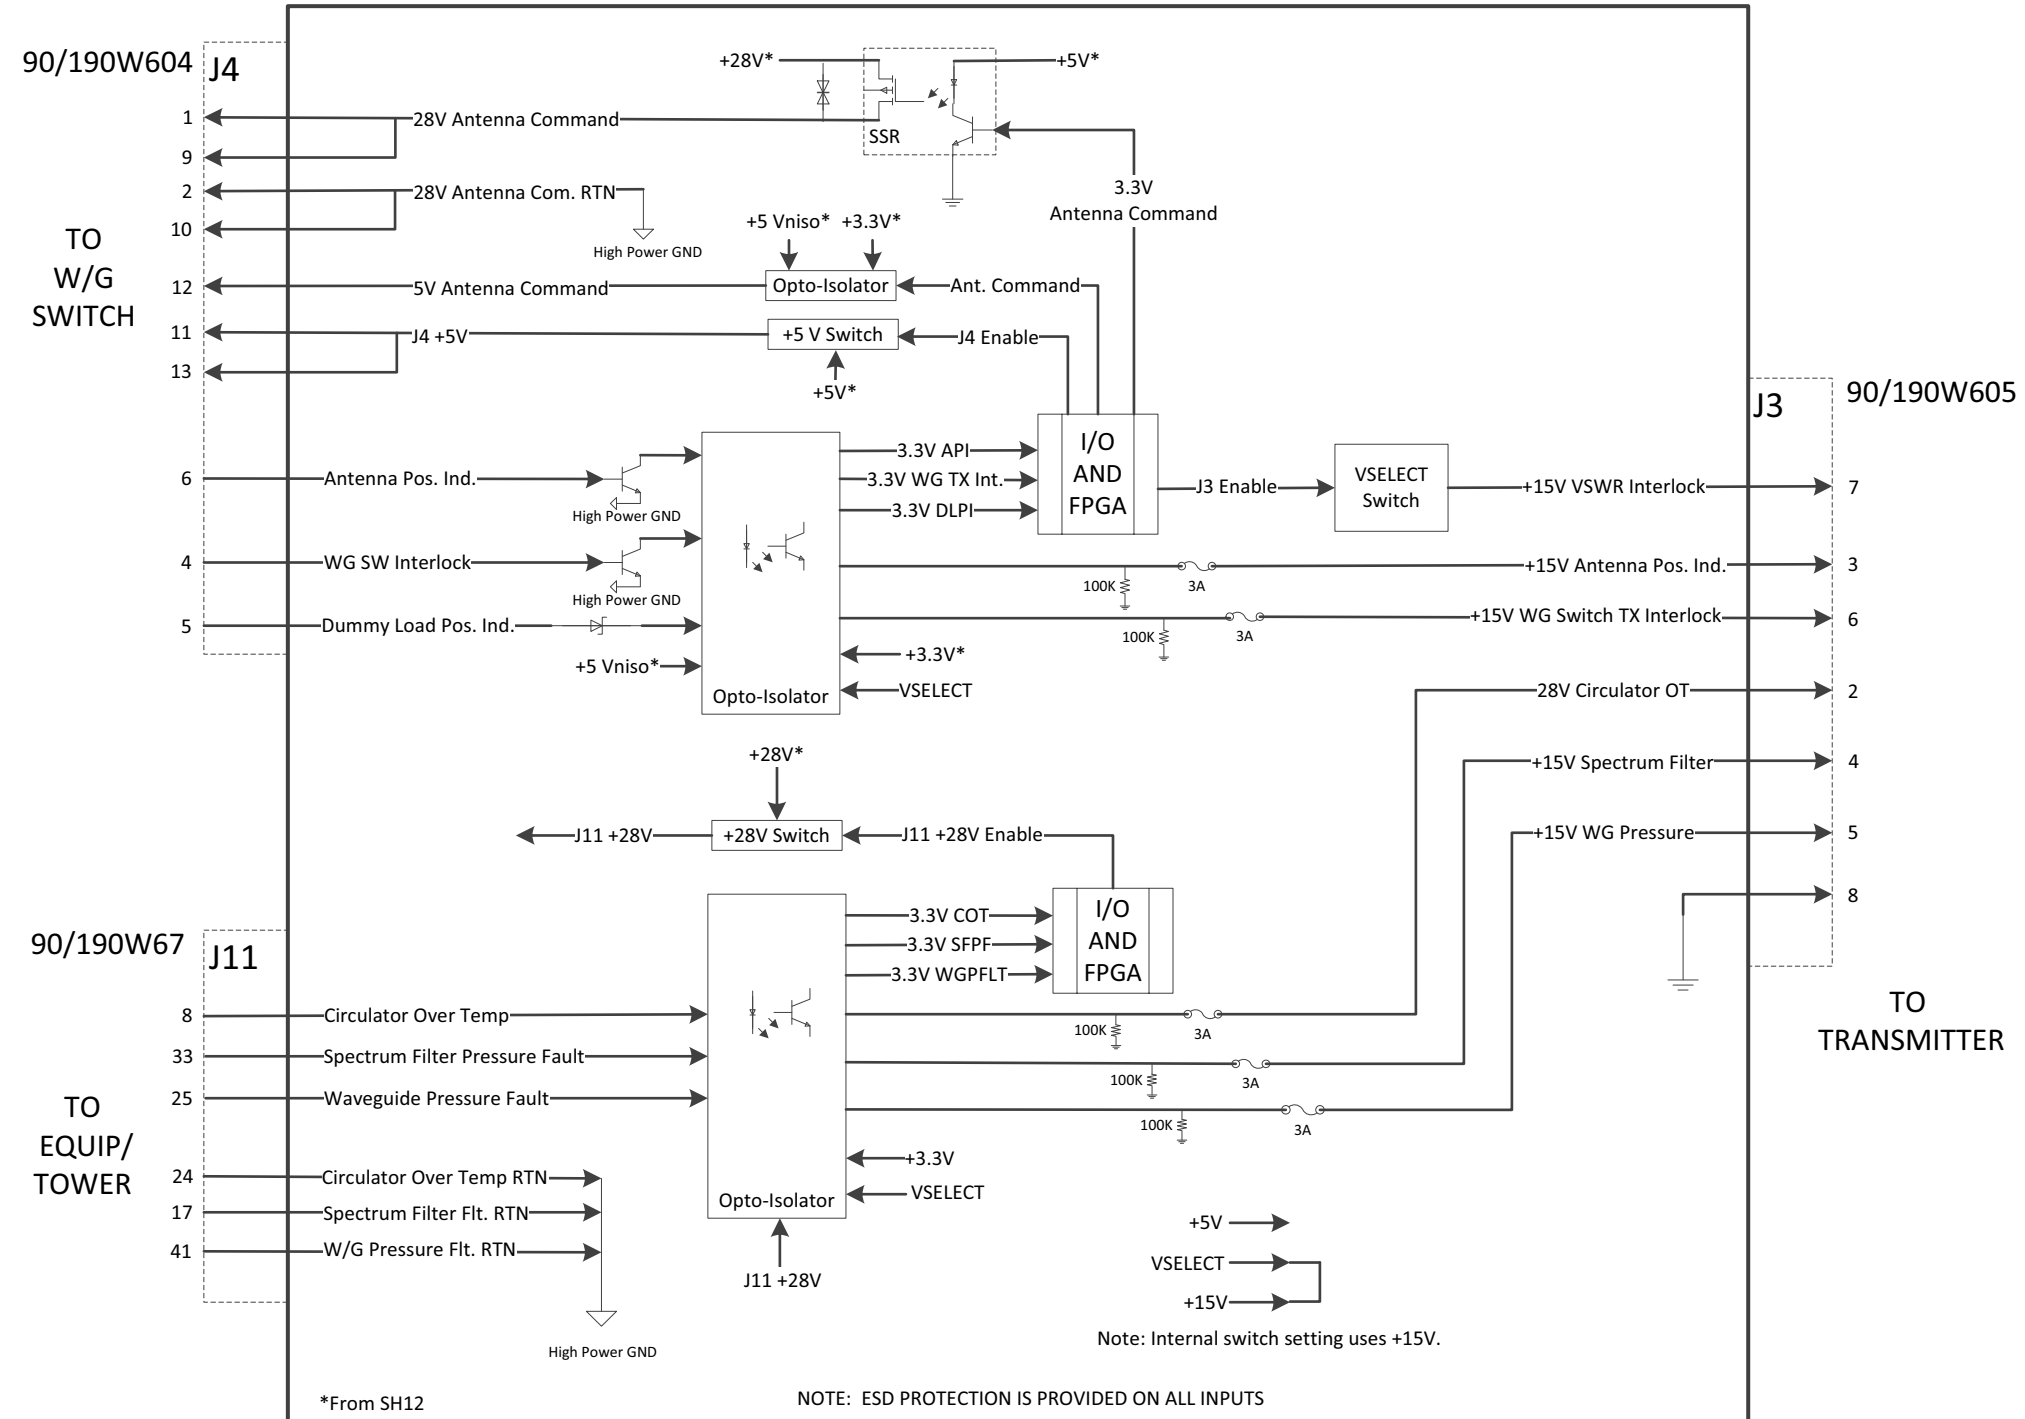 90/190W604
J4
+28V*
+5V*
1
28V Antenna Command
SSR
9
2
28V Antenna Com. RTN
3.3V
Antenna Command
10
High Power GND
+5 Vniso*
+3.3V*
TO
W/G
SWITCH
12
5V Antenna Command
Opto-Isolator
Ant. Command
11
J4 +5V
+5 V Switch
J4 Enable
13
+5V*
90/190W605
J3
6
Antenna Pos. Ind.
High Power GND
3.3V API
3.3V WG TX Int.
3.3V DLPI
I/O
AND
FPGA
J3 Enable
VSELECT
Switch
+15V VSWR Interlock
7
4
WG SW Interlock
High Power GND
100K
3A
+15V Antenna Pos. Ind.
3
5
Dummy Load Pos. Ind.
100K
3A
+15V WG Switch TX Interlock
6
+5 Vniso*
+3.3V*
Opto-Isolator
VSELECT
28V Circulator OT
2
+28V*
+15V Spectrum Filter
4
J11 +28V
+28V Switch
J11 +28V Enable
+15V WG Pressure
5
8
90/190W67
J11
3.3V COT
3.3V SFPF
3.3V WGPFLT
I/O
AND
FPGA
TO
TRANSMITTER
8
Circulator Over Temp
100K
3A
33
Spectrum Filter Pressure Fault
100K
3A
25
Waveguide Pressure Fault
100K
3A
TO
EQUIP/
TOWER
24
Circulator Over Temp RTN
+3.3V
17
Spectrum Filter Flt. RTN
Opto-Isolator
VSELECT
41
W/G Pressure Flt. RTN
J11 +28V
+5V
VSELECT
+15V
High Power GND
Note: Internal switch setting uses +15V.
*From SH12
NOTE: ESD PROTECTION IS PROVIDED ON ALL INPUTS